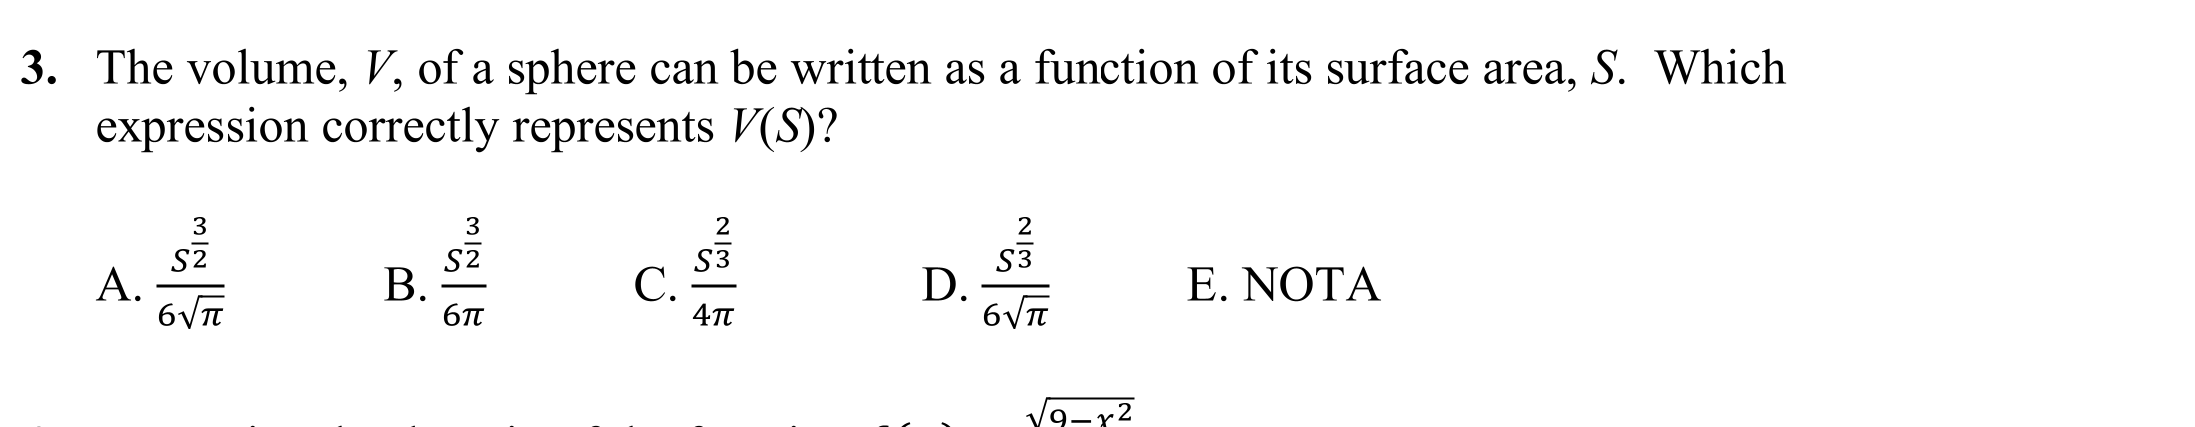 3. The volume, V, of a sphere can be written as a function of its surface area, S. Which
expression correctly represents V(S)?
A. \frac{S^{\frac{3}{2}}}{6\sqrt{\pi}} B. \frac{S^{\frac{3}{2}}}{6\pi} C. \frac{S^{\frac{2}{3}}}{4\pi} D. \frac{S^{\frac{2}{3}}}{6\sqrt{\pi}} E. NOTA
\sqrt{9-x^2}